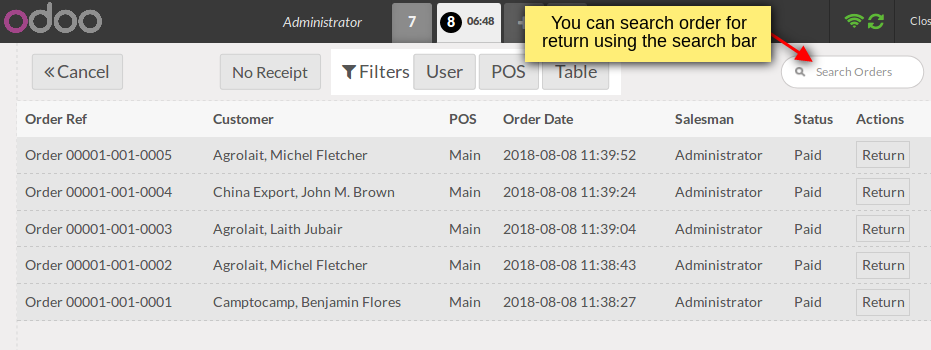 odoo Administrator 7 8 06:48 + Clos
You can search order for
return using the search bar
« Cancel No Receipt Filters User POS Table Search Orders
Order Ref Customer POS Order Date Salesman Status Actions
Order 00001-001-0005 Agrolait, Michel Fletcher Main 2018-08-08 11:39:52 Administrator Paid Return
Order 00001-001-0004 China Export, John M. Brown Main 2018-08-08 11:39:24 Administrator Paid Return
Order 00001-001-0003 Agrolait, Laith Jubair Main 2018-08-08 11:39:04 Administrator Paid Return
Order 00001-001-0002 Agrolait, Michel Fletcher Main 2018-08-08 11:38:43 Administrator Paid Return
Order 00001-001-0001 Camptocamp, Benjamin Flores Main 2018-08-08 11:38:27 Administrator Paid Return